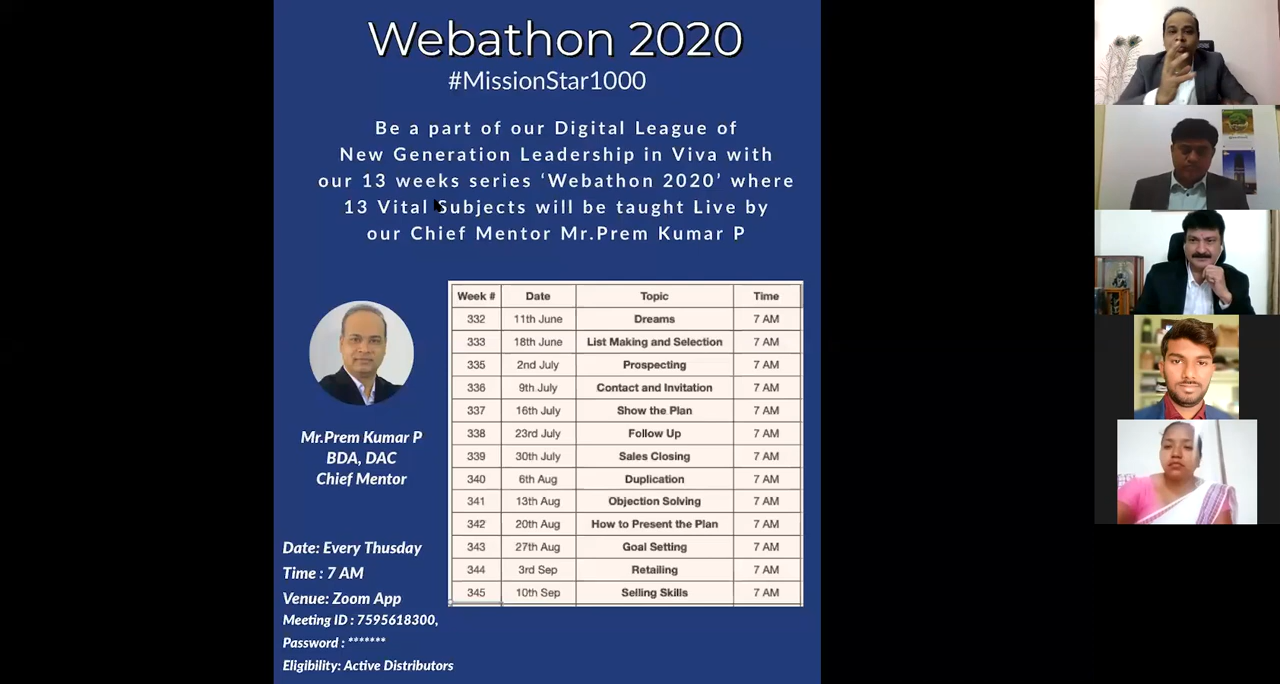 Webathon 2020
#MissionStar1000
Be a part of our Digital League of
New Generation Leadership in Viva with
our 13 weeks series ‘Webathon 2020’ where
13 Vital Subjects will be taught Live by
our Chief Mentor Mr.Prem Kumar P
Week # Date Topic Time
332 11th June Dreams 7 AM
333 18th June List Making and Selection 7 AM
335 2nd July Prospecting 7 AM
336 9th July Contact and Invitation 7 AM
337 16th July Show the Plan 7 AM
338 23rd July Follow Up 7 AM
339 30th July Sales Closing 7 AM
340 6th Aug Duplication 7 AM
341 13th Aug Objection Solving 7 AM
342 20th Aug How to Present the Plan 7 AM
343 27th Aug Goal Setting 7 AM
344 3rd Sep Retailing 7 AM
345 10th Sep Selling Skills 7 AM
Mr.Prem Kumar P
BDA, DAC
Chief Mentor
Date: Every Thusday
Time : 7 AM
Venue: Zoom App
Meeting ID : 7595618300,
Password : *******
Eligibility: Active Distributors